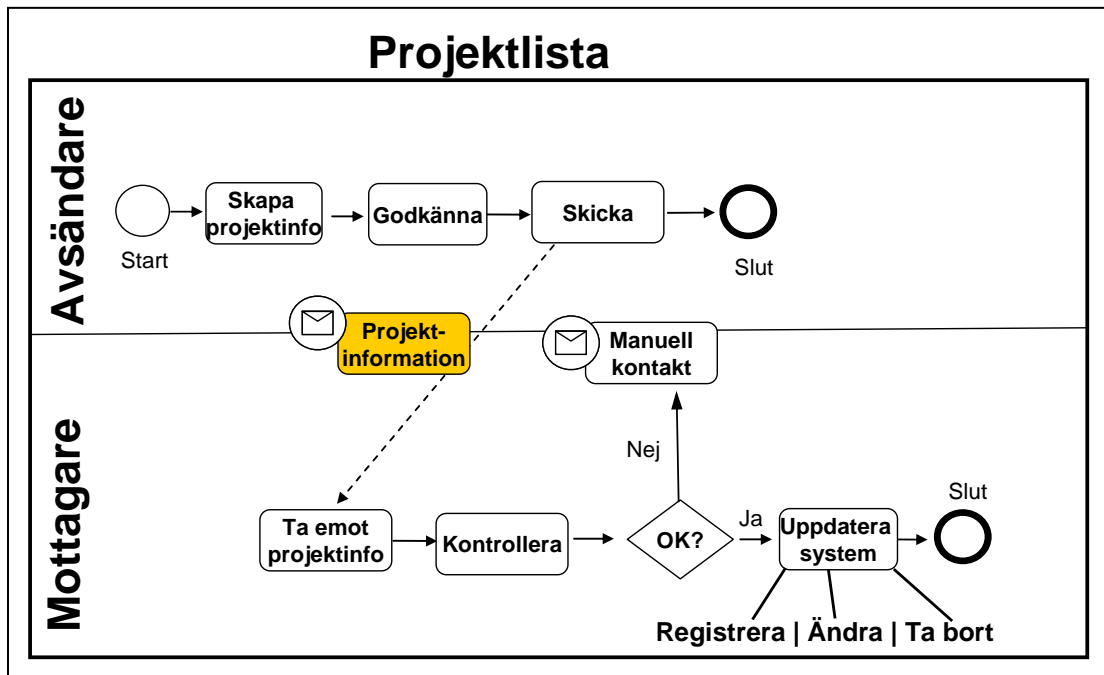 Projektlista
Avsändare
Start
Skapa
projektinfo
Godkänna
Skicka
Slut
Projekt-
information
Manuell
kontakt
Mottagare
Nej
Ta emot
projektinfo
Kontrollera
OK?
Ja
Uppdatera
system
Slut
Registrera | Ändra | Ta bort